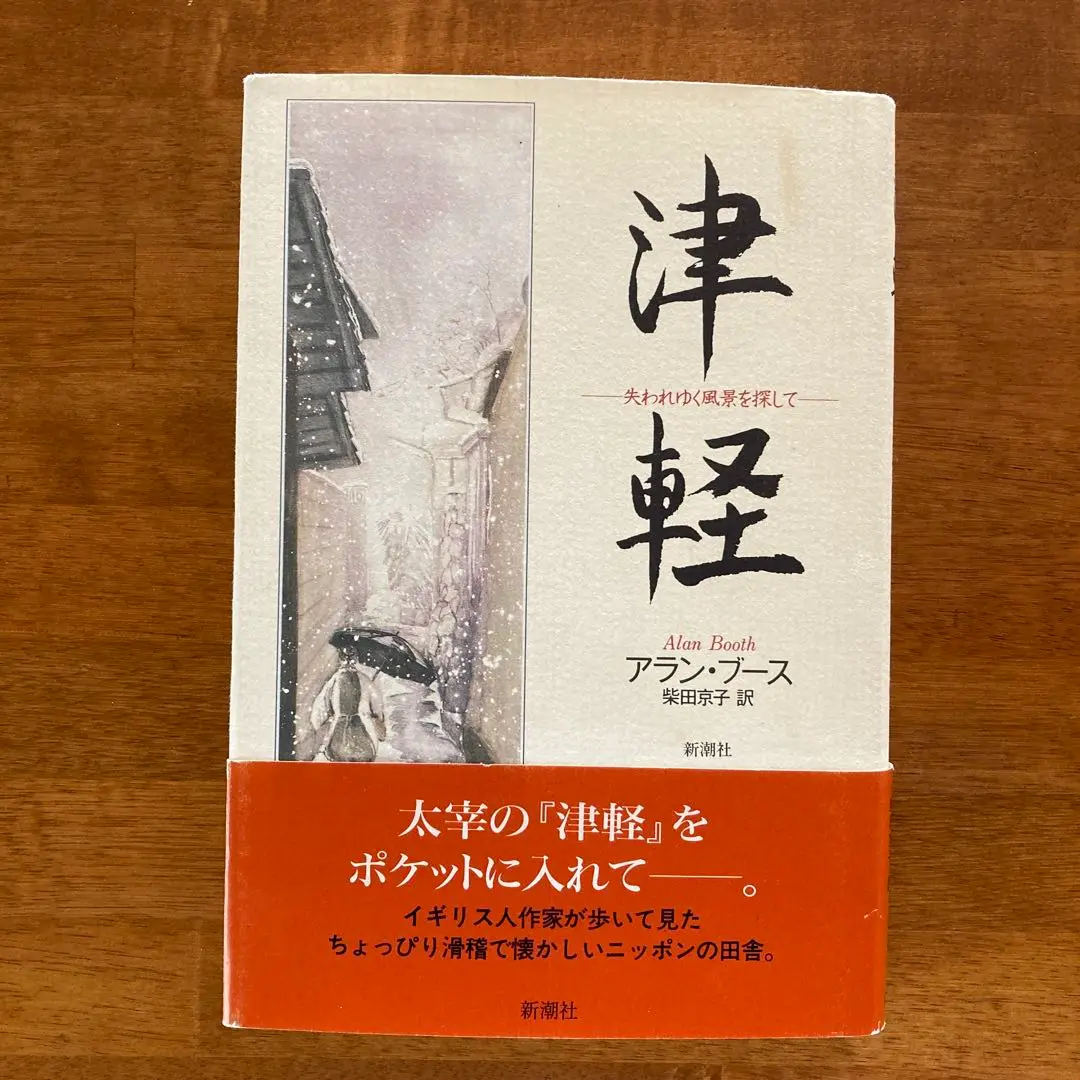 津軽
失われゆく風景を探して
Alan Booth
アラン・ブース
柴田京子 訳
新潮社
太宰の『津軽』を
ポケットに入れて——。
イギリス人作家が歩いて見た
ちょっぴり滑稽で懐かしいニッポンの田舎。
新潮社